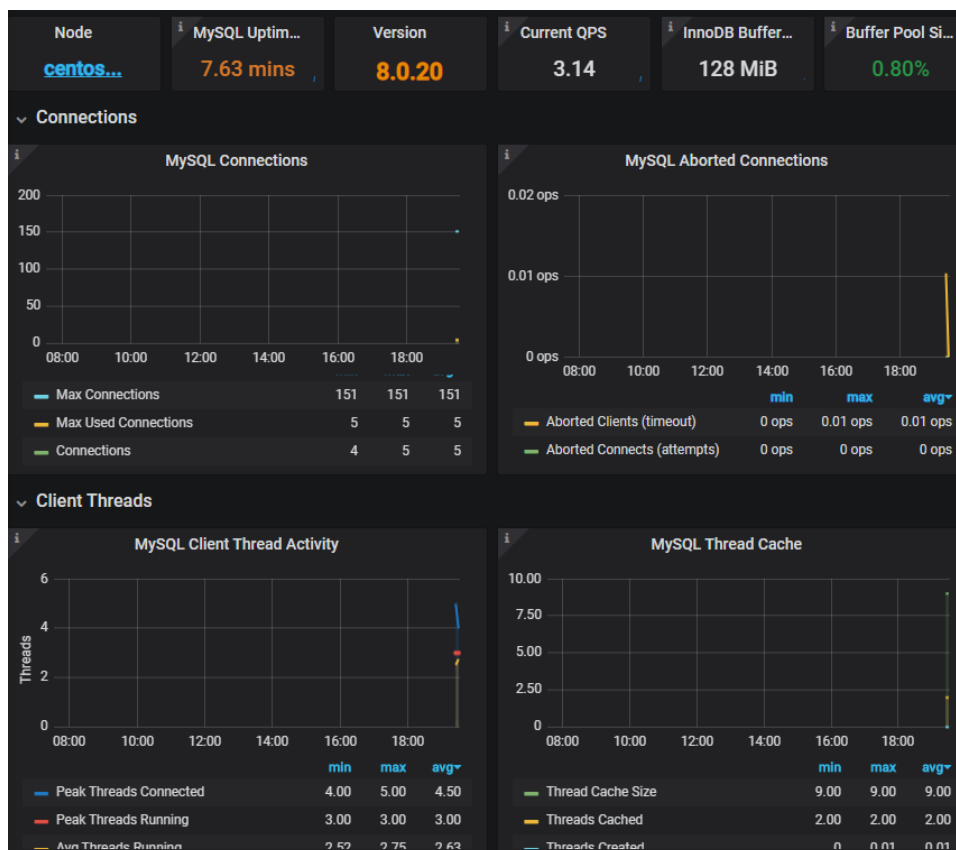 Node
MySQL Uptim...
Version
Current QPS
InnoDB Buffer...
Buffer Pool Si...
centos...
7.63 mins
8.0.20
3.14
128 MiB
0.80%
Connections
MySQL Connections
200
150
100
50
0
08:00 10:00 12:00 14:00 16:00 18:00
Max Connections 151 151 151
Max Used Connections 5 5 5
Connections 4 5 5
MySQL Aborted Connections
0.02 ops
0.01 ops
0 ops
08:00 10:00 12:00 14:00 16:00 18:00
min max avg
Aborted Clients (timeout) 0 ops 0.01 ops 0.01 ops
Aborted Connects (attempts) 0 ops 0 ops 0 ops
Client Threads
MySQL Client Thread Activity
Threads
6
4
2
0
08:00 10:00 12:00 14:00 16:00 18:00
min max avg
Peak Threads Connected 4.00 5.00 4.50
Peak Threads Running 3.00 3.00 3.00
Avg Threads Running 2.52 2.75 2.63
MySQL Thread Cache
10.00
7.50
5.00
2.50
0
08:00 10:00 12:00 14:00 16:00 18:00
min max avg
Thread Cache Size 9.00 9.00 9.00
Threads Cached 2.00 2.00 2.00
Threads Created 0 0.01 0.01